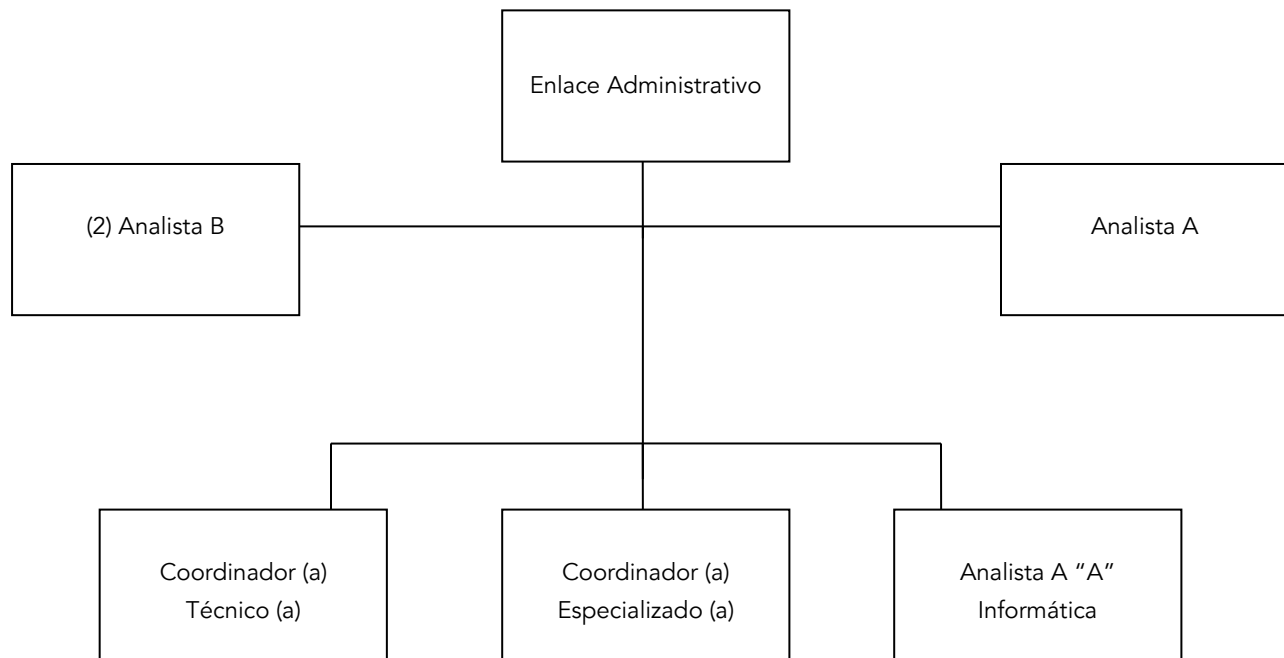 Enlace Administrativo
(2) Analista B
Analista A
Coordinador (a)
Técnico (a)
Coordinador (a)
Especializado (a)
Analista A “A”
Informática